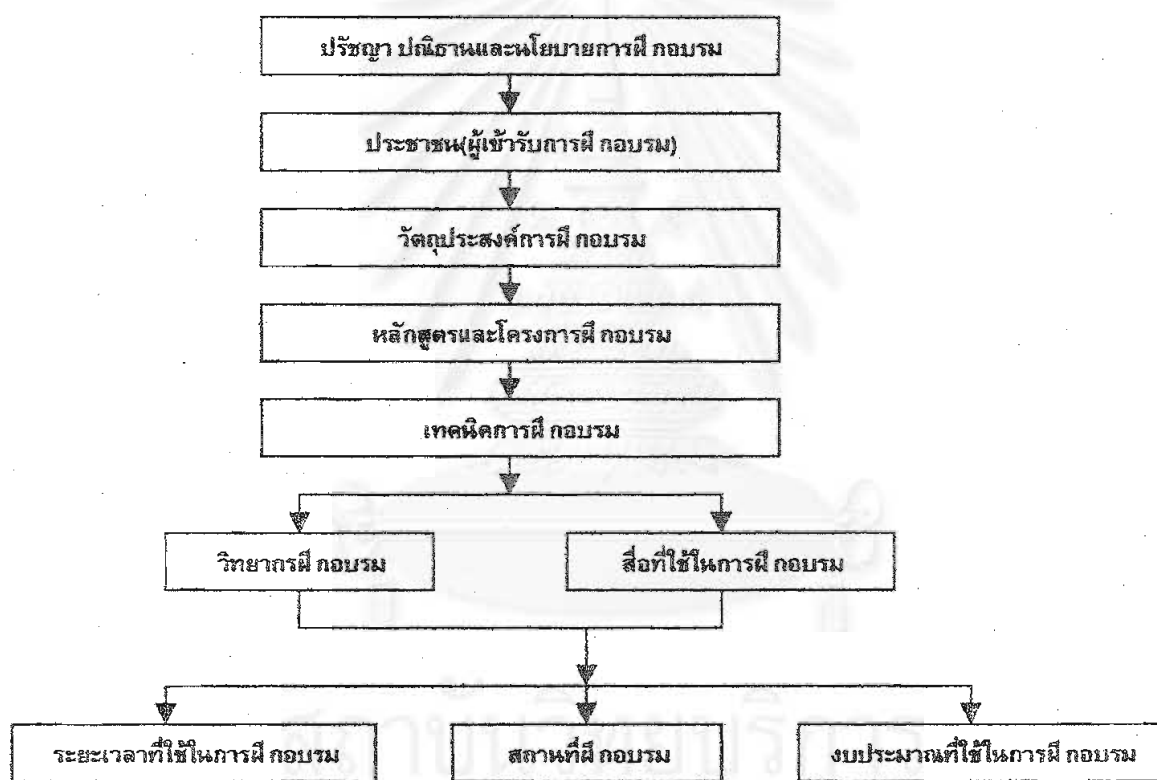 ปรัชญา ปณิธานและนโยบายการฝึ กอบรม
ประชาชน(ผู้เข้ารับการฝึ กอบรม)
วัตถุประสงค์การฝึ กอบรม
หลักสูตรและโครงการฝึ กอบรม
เทคนิคการฝึ กอบรม
วิทยากรฝึ กอบรม
สื่อที่ใช้ในการฝึ กอบรม
ระยะเวลาที่ใช้ในการฝึ กอบรม
สถานที่ฝึ กอบรม
งบประมาณที่ใช้ในการฝึ กอบรม